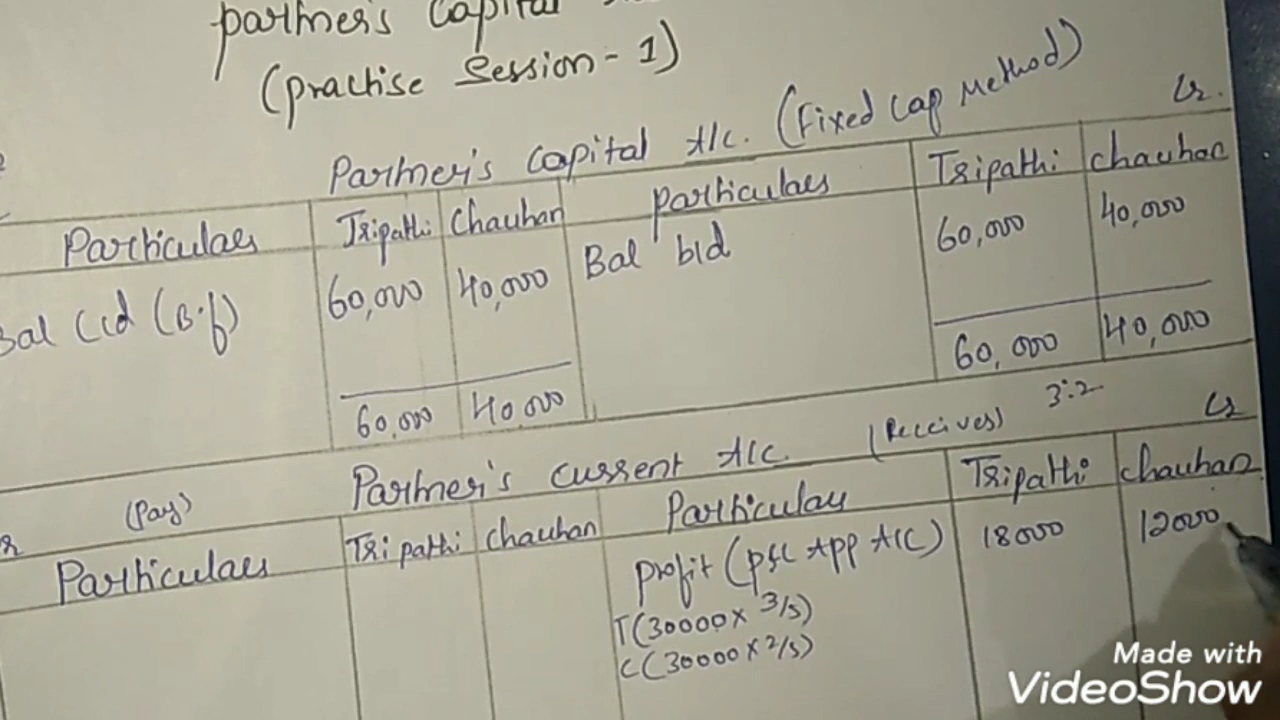 partner's Capital
(practise Session - 1)
Partner's Capital A/c. (Fixed Cap Method) Cr.
Particulars Tripathi Chauhan particulars Tripathi Chauhan
Bal c/d (B.f) 60,000 40,000 Bal b/d 60,000 40,000
60,000 40,000 60,000 40,000
(Pay) Partner's Current A/c. (Receives) 3:2 Cr
Particulars Tripathi Chauhan Particulars Tripathi Chauhan
profit (P&L App A/C) 18000 12000
T(30000 x 3/5)
C(30000 x 2/5)
Made with
VideoShow